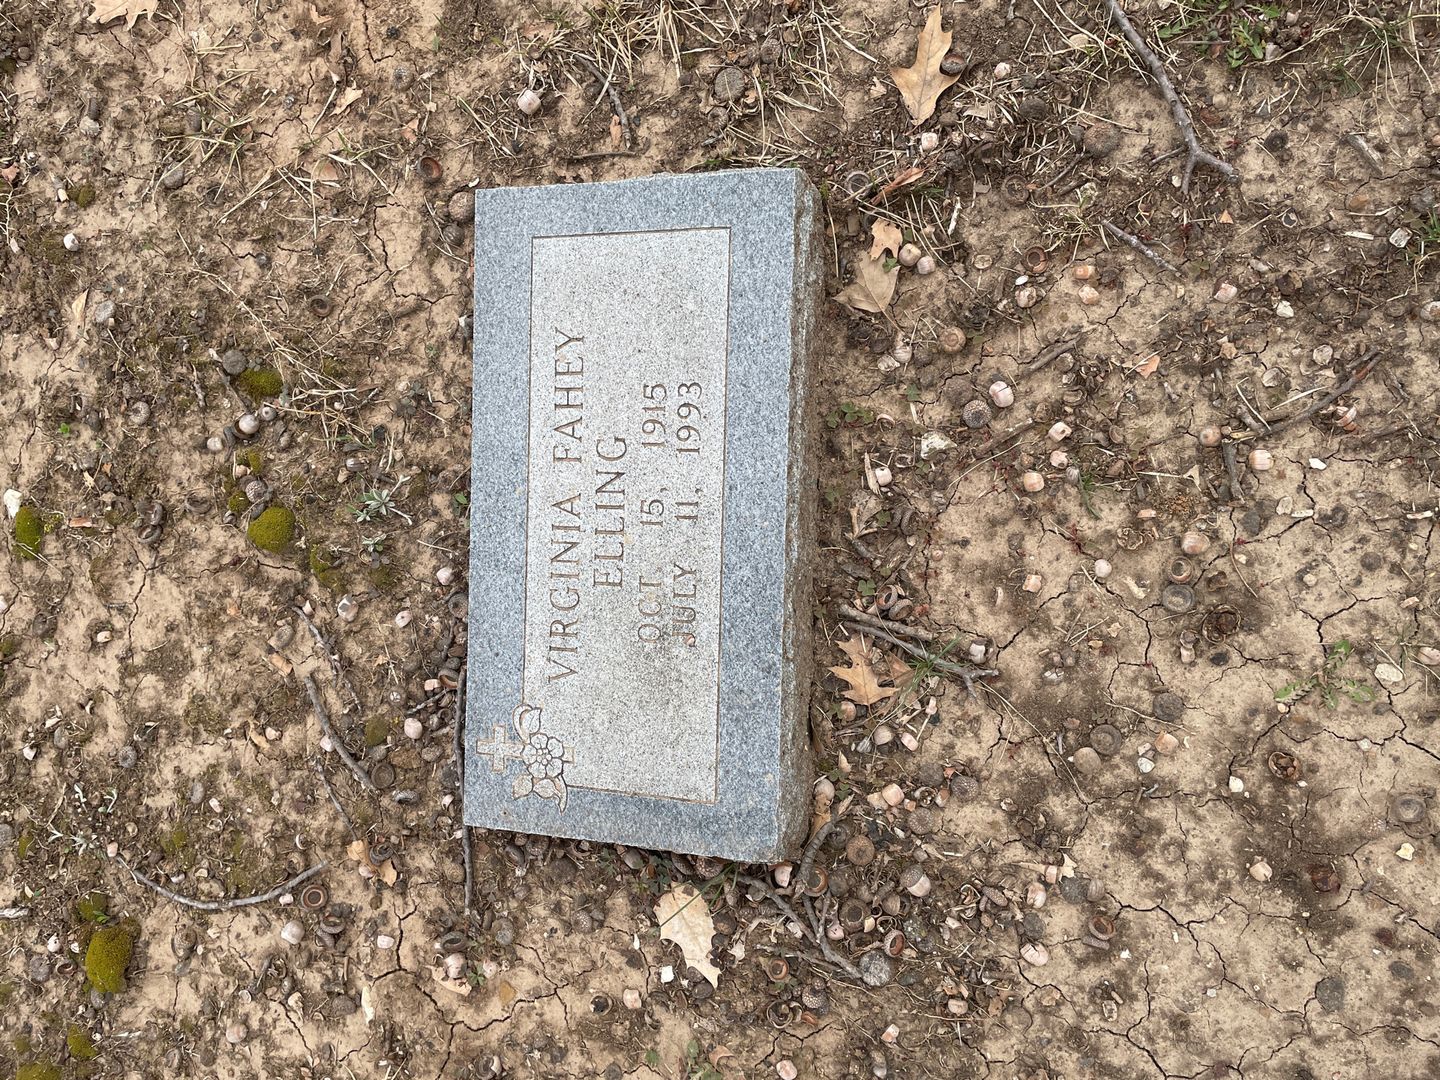 VIRGINIA FAHEY
ELLING
OCT. 15, 1915
JULY 11, 1993